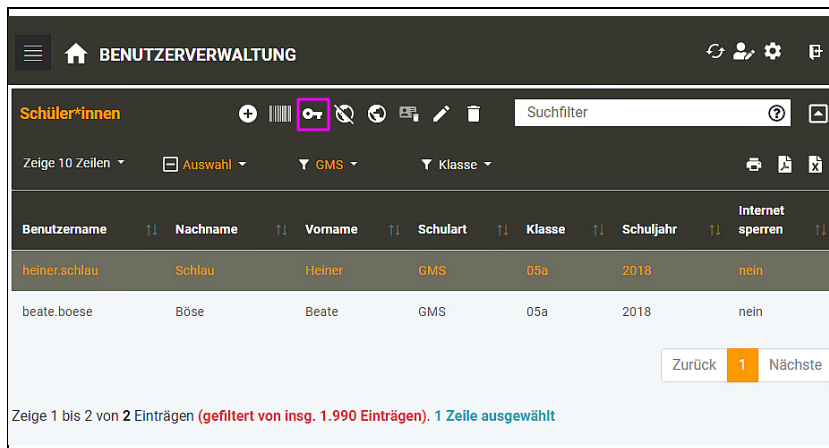 BENUTZERVERWALTUNG
Schüler*innen Suchfilter
Zeige 10 Zeilen Auswahl GMS Klasse
Benutzername Nachname Vorname Schulart Klasse Schuljahr Internet sperren
heiner.schlau Schlau Heiner GMS 05a 2018 nein
beate.boese Böse Beate GMS 05a 2018 nein
Zurück 1 Nächste
Zeige 1 bis 2 von 2 Einträgen (gefiltert von insg. 1.990 Einträgen). 1 Zeile ausgewählt